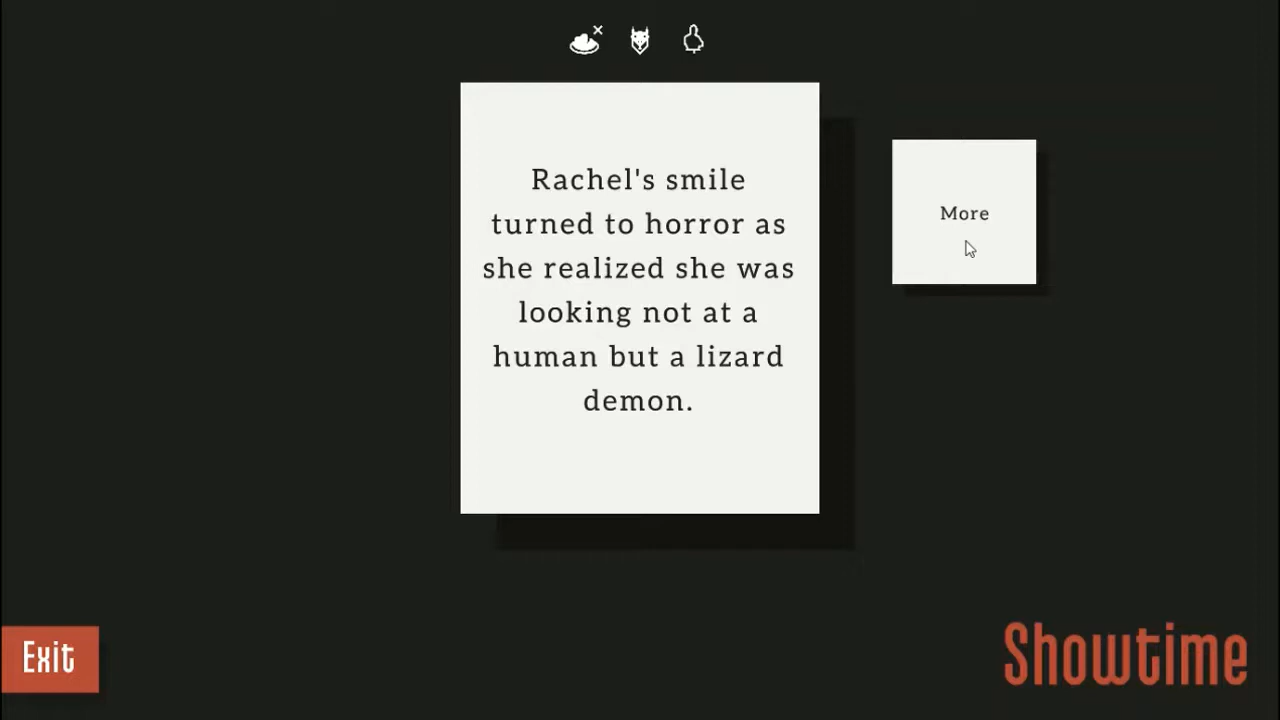 Rachel's smile
turned to horror as
she realized she was
looking not at a
human but a lizard
demon.
More
Exit
Showtime